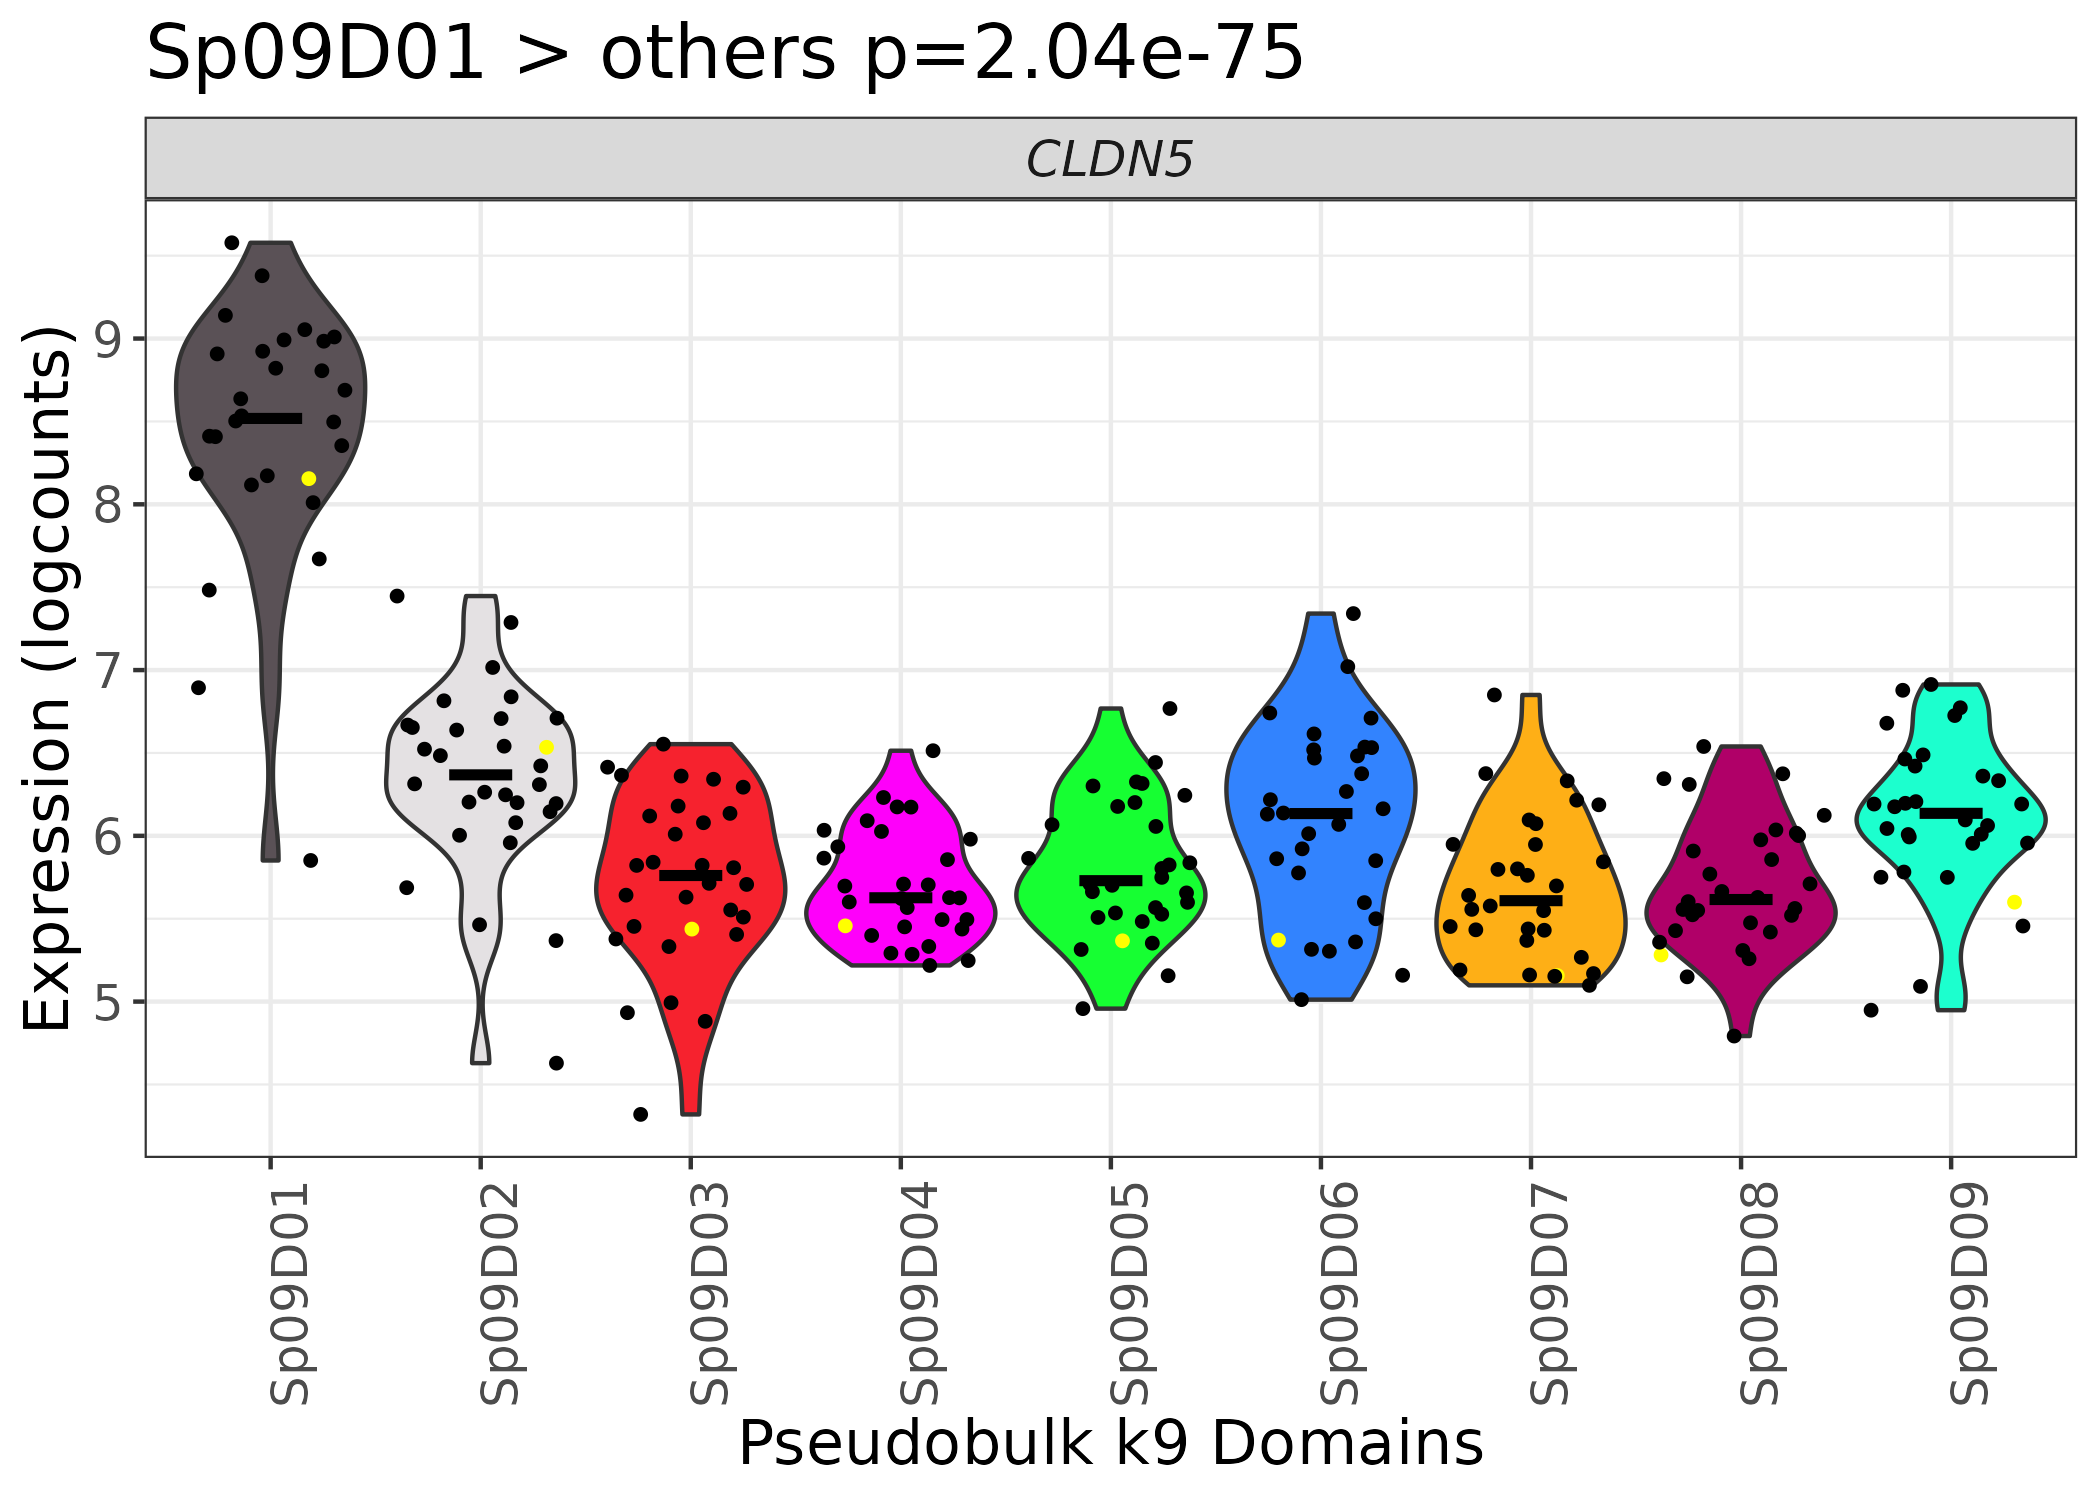 Sp09D01 > others p=2.04e-75
CLDN5
Expression (logcounts)
9
8
7
6
5
Sp09D01
Sp09D02
Sp09D03
Sp09D04
Sp09D05
Sp09D06
Sp09D07
Sp09D08
Sp09D09
Pseudobulk k9 Domains